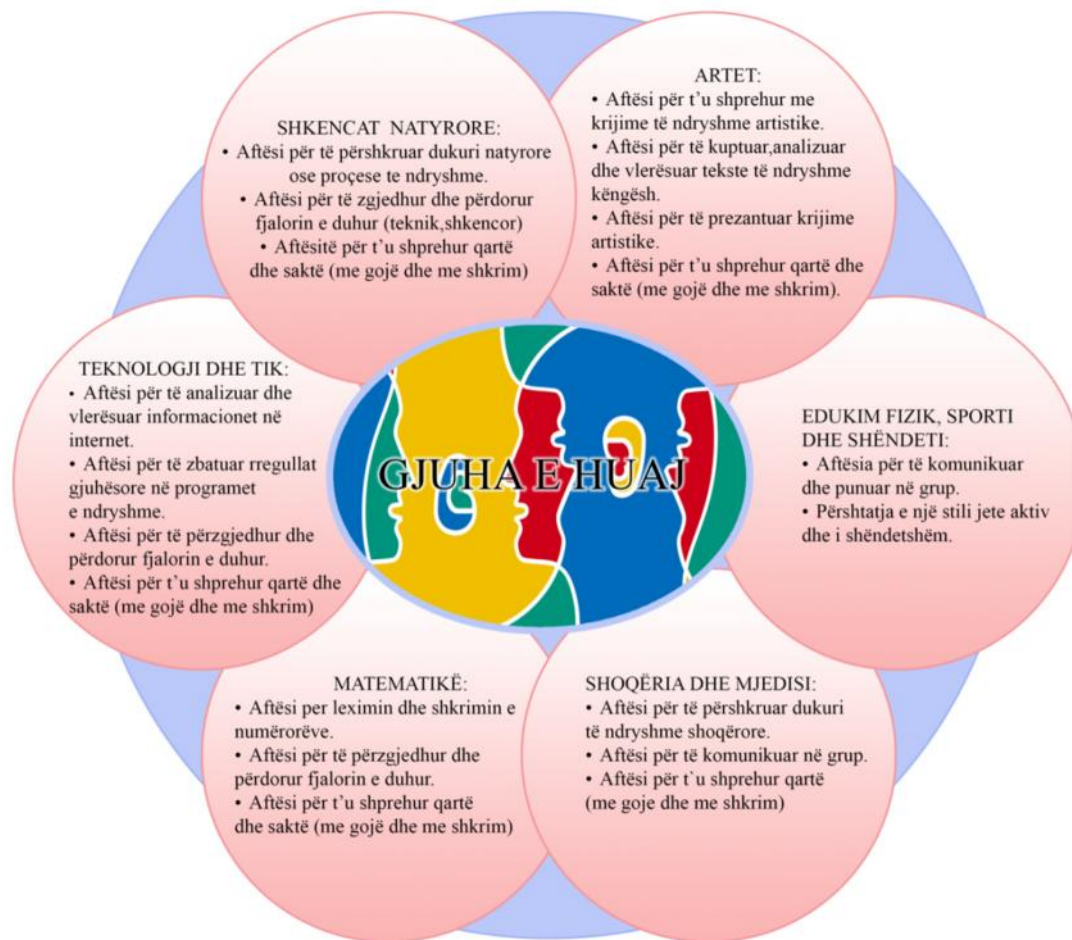 SHKENCAT NATYRORE:
• Aftësi për të përshkruar dukuri natyrore
ose proçese te ndryshme.
• Aftësi për të zgjedhur dhe përdorur
fjalorin e duhur (teknik,shkencor)
• Aftësitë për t’u shprehur qartë
dhe saktë (me gojë dhe me shkrim)
ARTET:
• Aftësi për t’u shprehur me
krijime të ndryshme artistike.
• Aftësi për të kuptuar,analizuar
dhe vlerësuar tekste të ndryshme
këngësh.
• Aftësi për të prezantuar krijime
artistike.
• Aftësi për t’u shprehur qartë dhe
saktë (me gojë dhe me shkrim).
TEKNOLOGJI DHE TIK:
• Aftësi për të analizuar dhe
vlerësuar informacionet në
internet.
• Aftësi për të zbatuar rregullat
gjuhësore në programet
e ndryshme.
• Aftësi për të përzgjedhur dhe
përdorur fjalorin e duhur.
• Aftësi për t’u shprehur qartë dhe
saktë (me gojë dhe me shkrim)
GJUHA E HUAJ
EDUKIM FIZIK, SPORTI
DHE SHËNDETI:
• Aftësia për të komunikuar
dhe punuar në grup.
• Përshtatja e një stili jete aktiv
dhe i shëndetshëm.
MATEMATIKË:
• Aftësi per leximin dhe shkrimin e
numërorëve.
• Aftësi për të përzgjedhur dhe
përdorur fjalorin e duhur.
• Aftësi për t’u shprehur qartë
dhe saktë (me gojë dhe me shkrim)
SHOQËRIA DHE MJEDISI:
• Aftësi për të përshkruar dukuri
të ndryshme shoqërore.
• Aftësi për të komunikuar në grup.
• Aftësi për t`u shprehur qartë
(me goje dhe me shkrim)